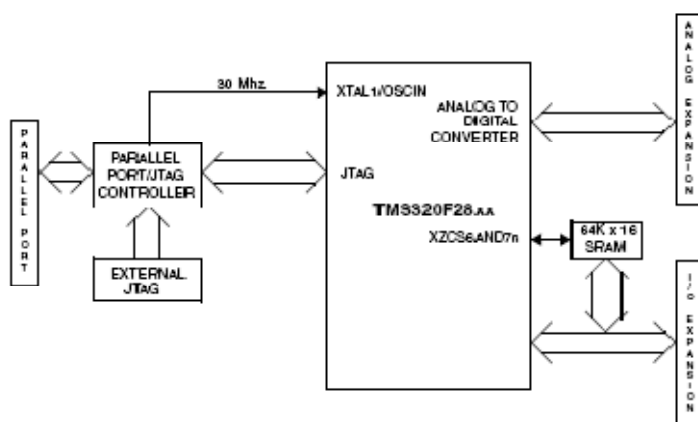 PARALLEL PORT
30 Mhz.
PARALLEL
PORT/JTAG
CONTROLLER
EXTERNAL
JTAG
XTAL1/OSCIN
ANALOG TO
DIGITAL
CONVERTER
JTAG
XZCS6AND7n
64K x 16
SRAM
ANALOG EXPANSION
I/o EXPANSION